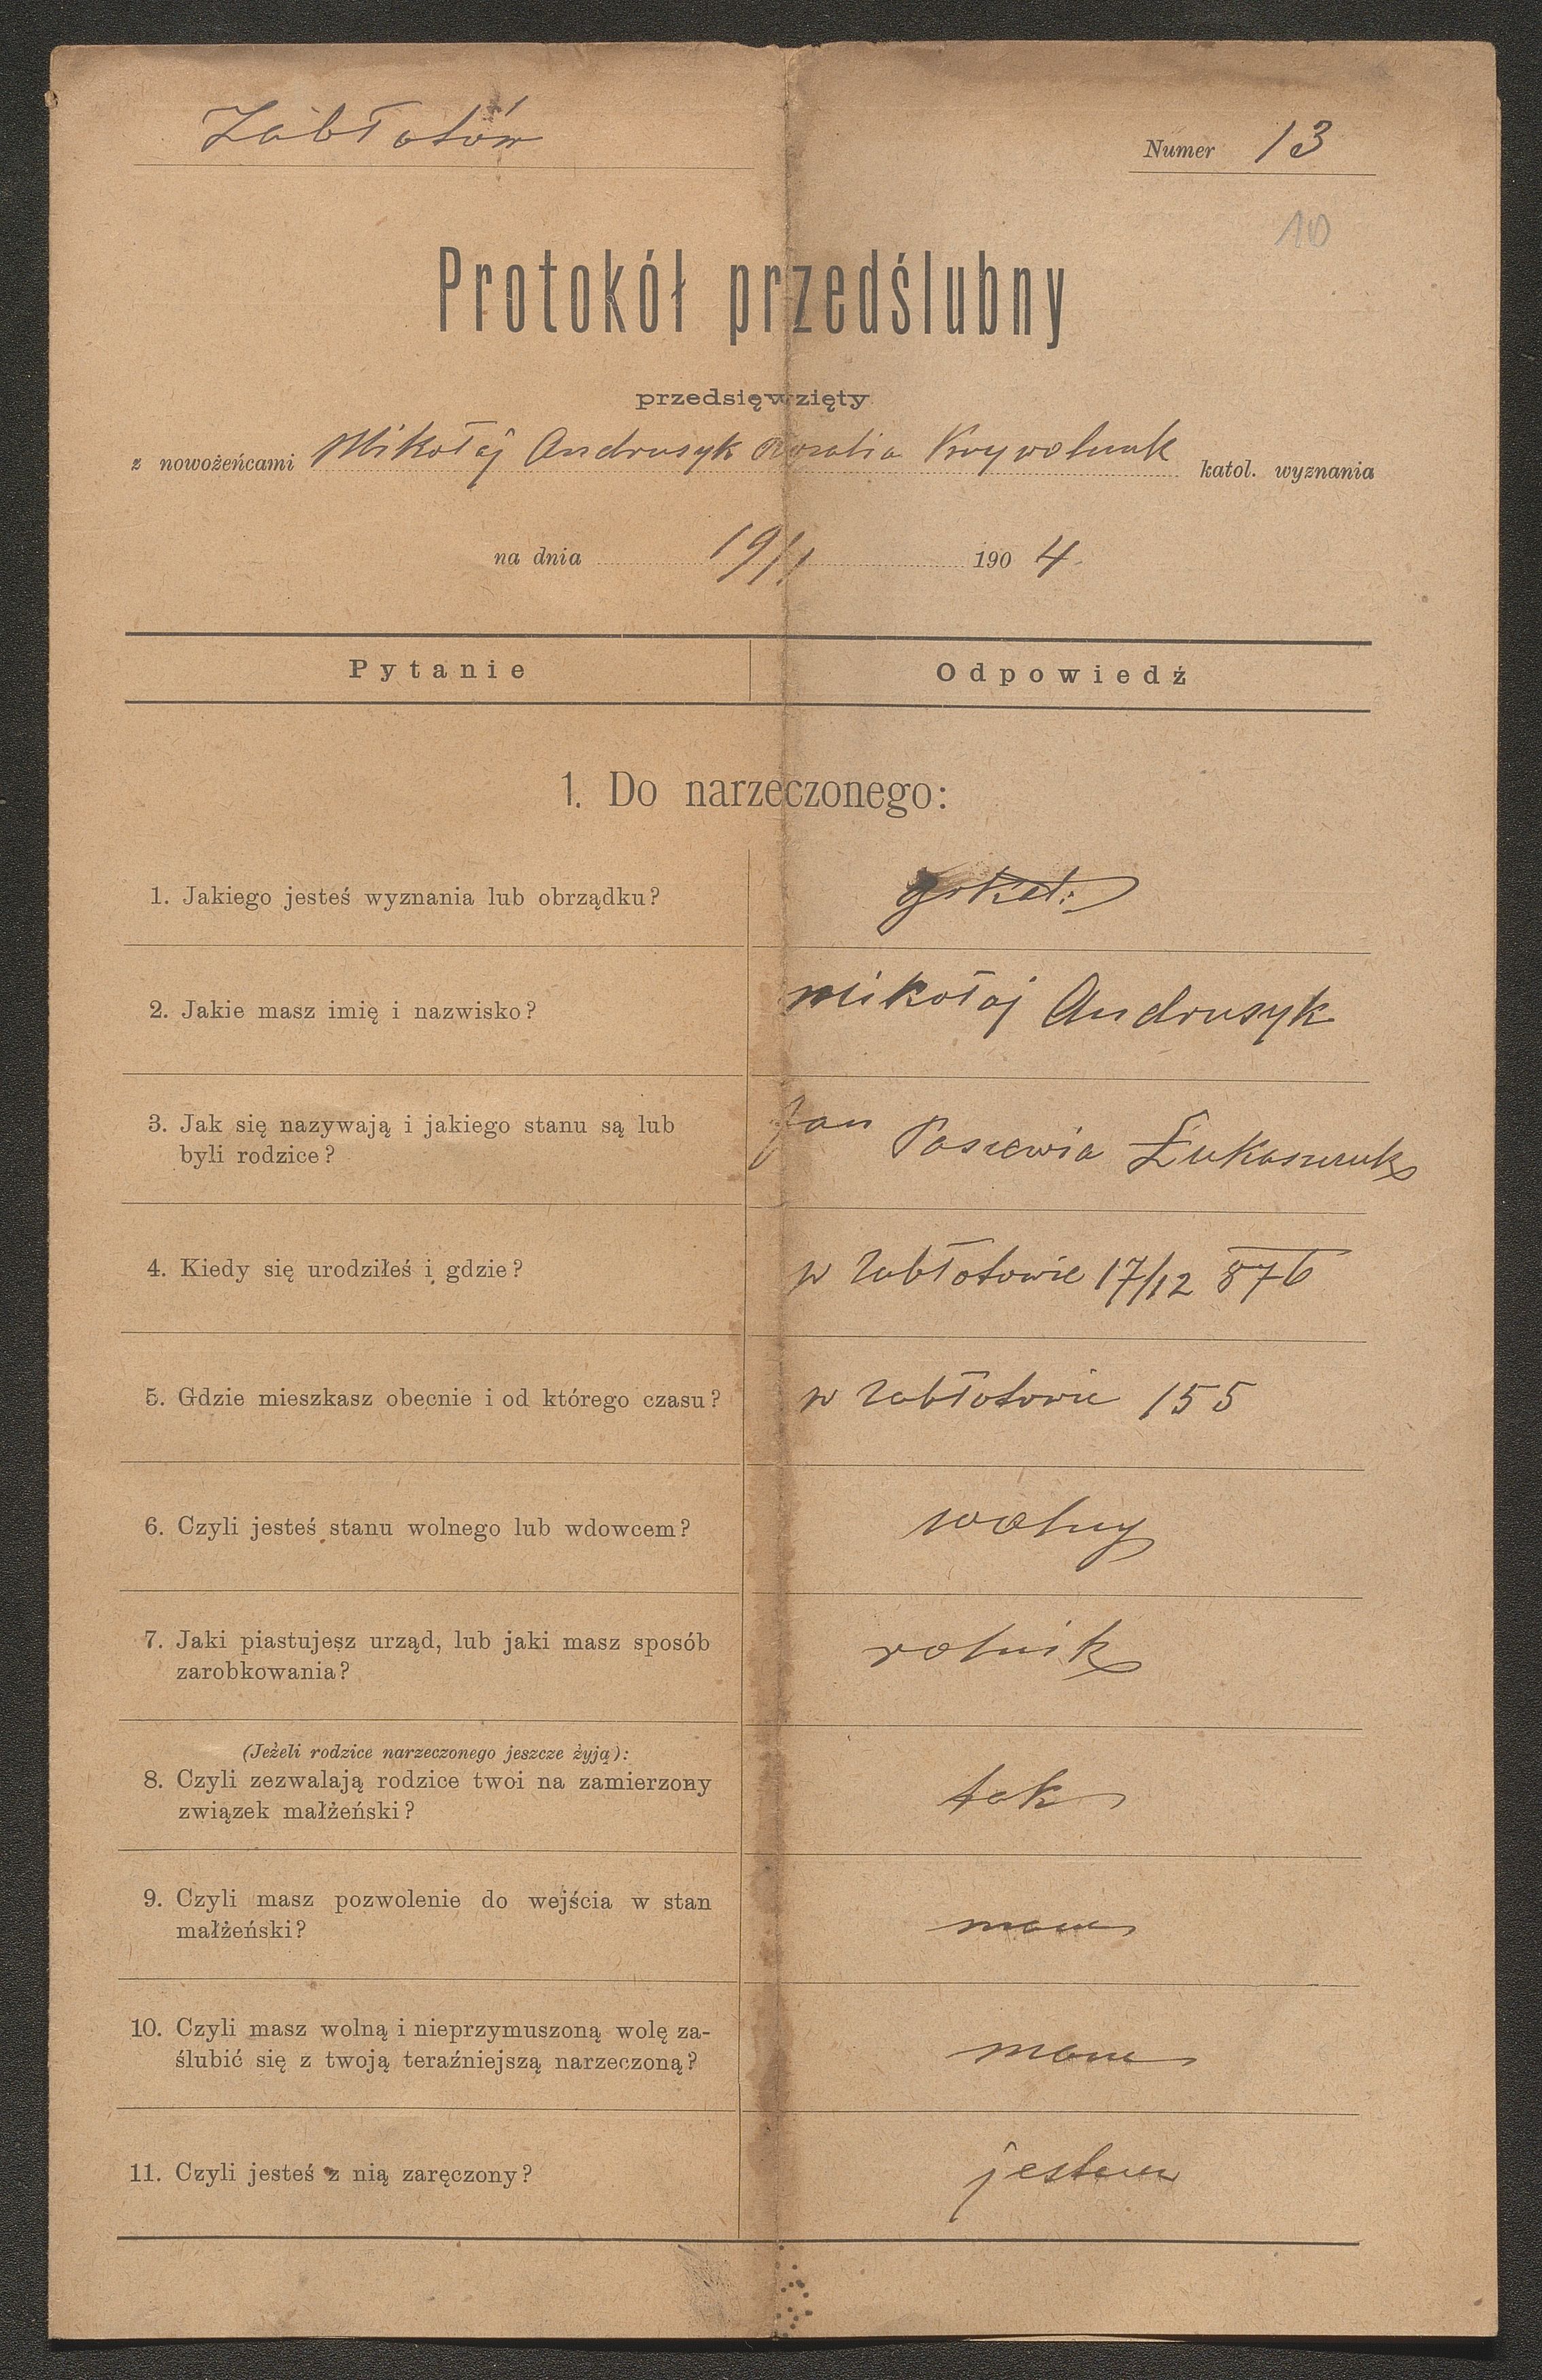 Zabłotów
Numer 13
10
Protokół przedślubny
przedsięwzięty
z nowożeńcami Mikołaj Andrusyk Rozalia katol. wyznania
na dnia 19/1 1904.
Pytanie Odpowiedź
1. Do narzeczonego:
1. Jakiego jesteś wyznania lub obrządku? grkat:
2. Jakie masz imię i nazwisko? Mikołaj Andrusyk
3. Jak się nazywają i jakiego stanu są lub
byli rodzice? Jan Łukaszczuk
4. Kiedy się urodziłeś i gdzie? w Zabłotowie 17/12 876
5. Gdzie mieszkasz obecnie i od którego czasu? w Zabłotowie 155
6. Czyli jesteś stanu wolnego lub wdowcem? wolny
7. Jaki piastujesz urząd, lub jaki masz sposób
zarobkowania? rolnik
(Jeżeli rodzice narzeczonego jeszcze żyją):
8. Czyli zezwalają rodzice twoi na zamierzony
związek małżeński? tak
9. Czyli masz pozwolenie do wejścia w stan
małżeński? mam
10. Czyli masz wolną i nieprzymuszoną wolę za-
ślubić się z twoją teraźniejszą narzeczoną? mam
11. Czyli jesteś z nią zaręczony? jestem